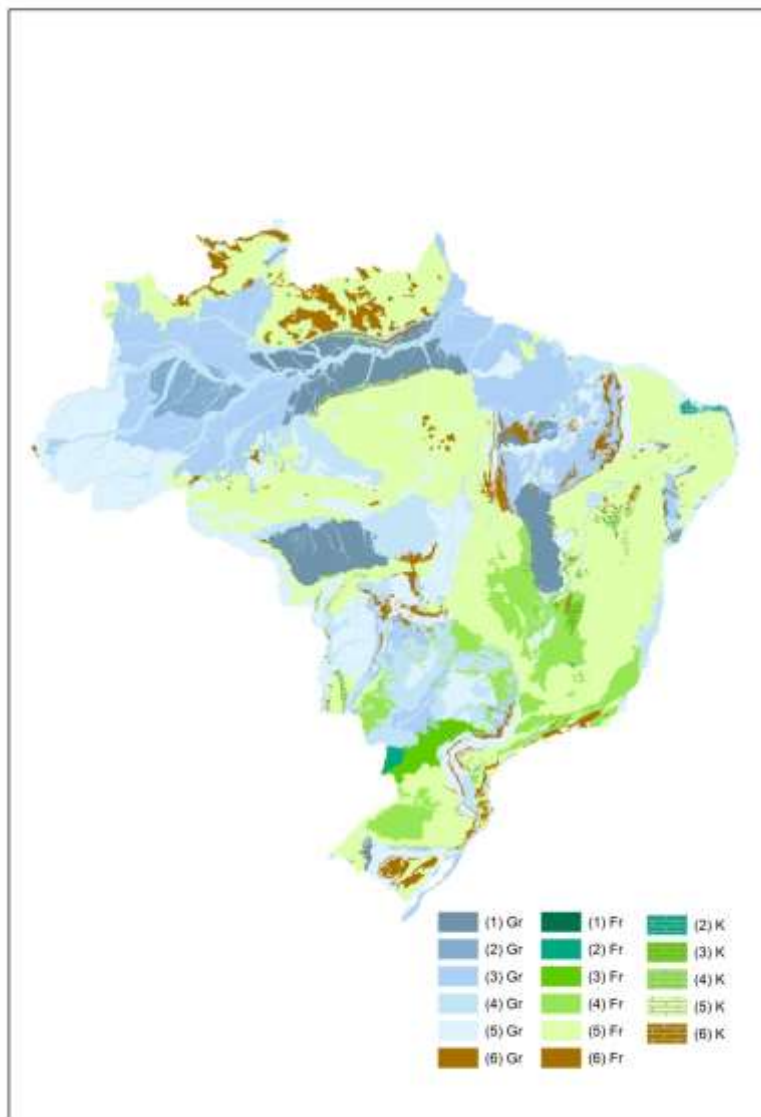 (1) Gr (1) Fr (2) K
(2) Gr (2) Fr (3) K
(3) Gr (3) Fr (4) K
(4) Gr (4) Fr (5) K
(5) Gr (5) Fr (6) K
(6) Gr (6) Fr